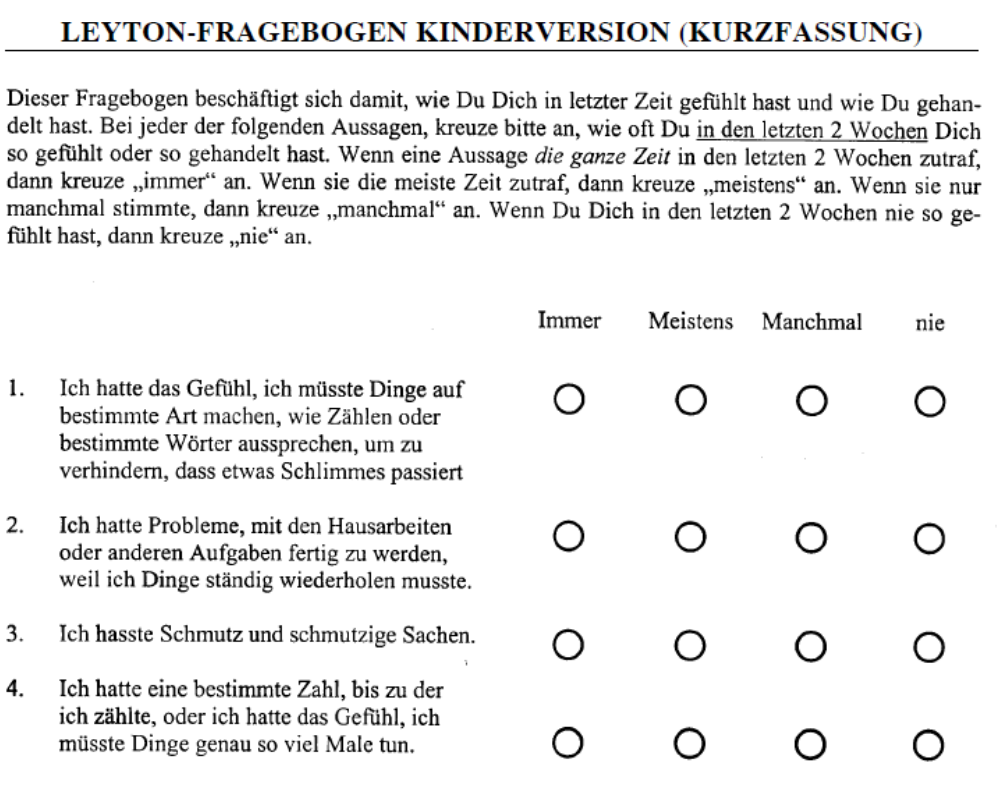 LEYTON-FRAGEBOGEN KINDERVERSION (KURZFASSUNG)
Dieser Fragebogen beschäftigt sich damit, wie Du Dich in letzter Zeit gefühlt hast und wie Du gehan-
delt hast. Bei jeder der folgenden Aussagen, kreuze bitte an, wie oft Du in den letzten 2 Wochen Dich
so gefühlt oder so gehandelt hast. Wenn eine Aussage die ganze Zeit in den letzten 2 Wochen zutraf,
dann kreuze „immer“ an. Wenn sie die meiste Zeit zutraf, dann kreuze „meistens“ an. Wenn sie nur
manchmal stimmte, dann kreuze „manchmal“ an. Wenn Du Dich in den letzten 2 Wochen nie so ge-
fühlt hast, dann kreuze „nie“ an.
Immer Meistens Manchmal nie
1. Ich hatte das Gefühl, ich müsste Dinge auf
bestimmte Art machen, wie Zählen oder
bestimmte Wörter aussprechen, um zu
verhindern, dass etwas Schlimmes passiert
2. Ich hatte Probleme, mit den Hausarbeiten
oder anderen Aufgaben fertig zu werden,
weil ich Dinge ständig wiederholen musste.
3. Ich hasste Schmutz und schmutzige Sachen.
4. Ich hatte eine bestimmte Zahl, bis zu der
ich zählte, oder ich hatte das Gefühl, ich
müsste Dinge genau so viel Male tun.